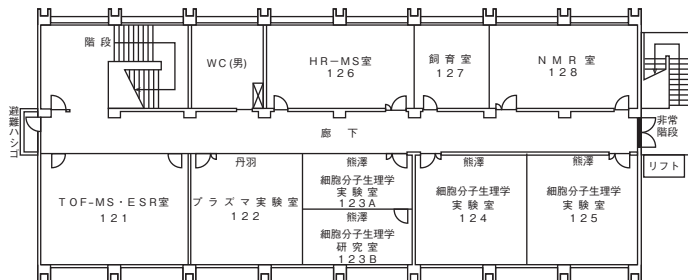 階 段
WC(男)
HR-MS室
126
飼 育 室
127
N M R 室
128
避難ハシゴ
廊 下
非常
階段
リフト
TOF-MS・ESR室
121
丹羽
プ ラ ズ マ 実 験 室
122
熊澤
細胞分子生理学
実 験 室
123A
熊澤
細胞分子生理学
研 究 室
123B
熊澤
細胞分子生理学
実 験 室
124
熊澤
細胞分子生理学
実 験 室
125